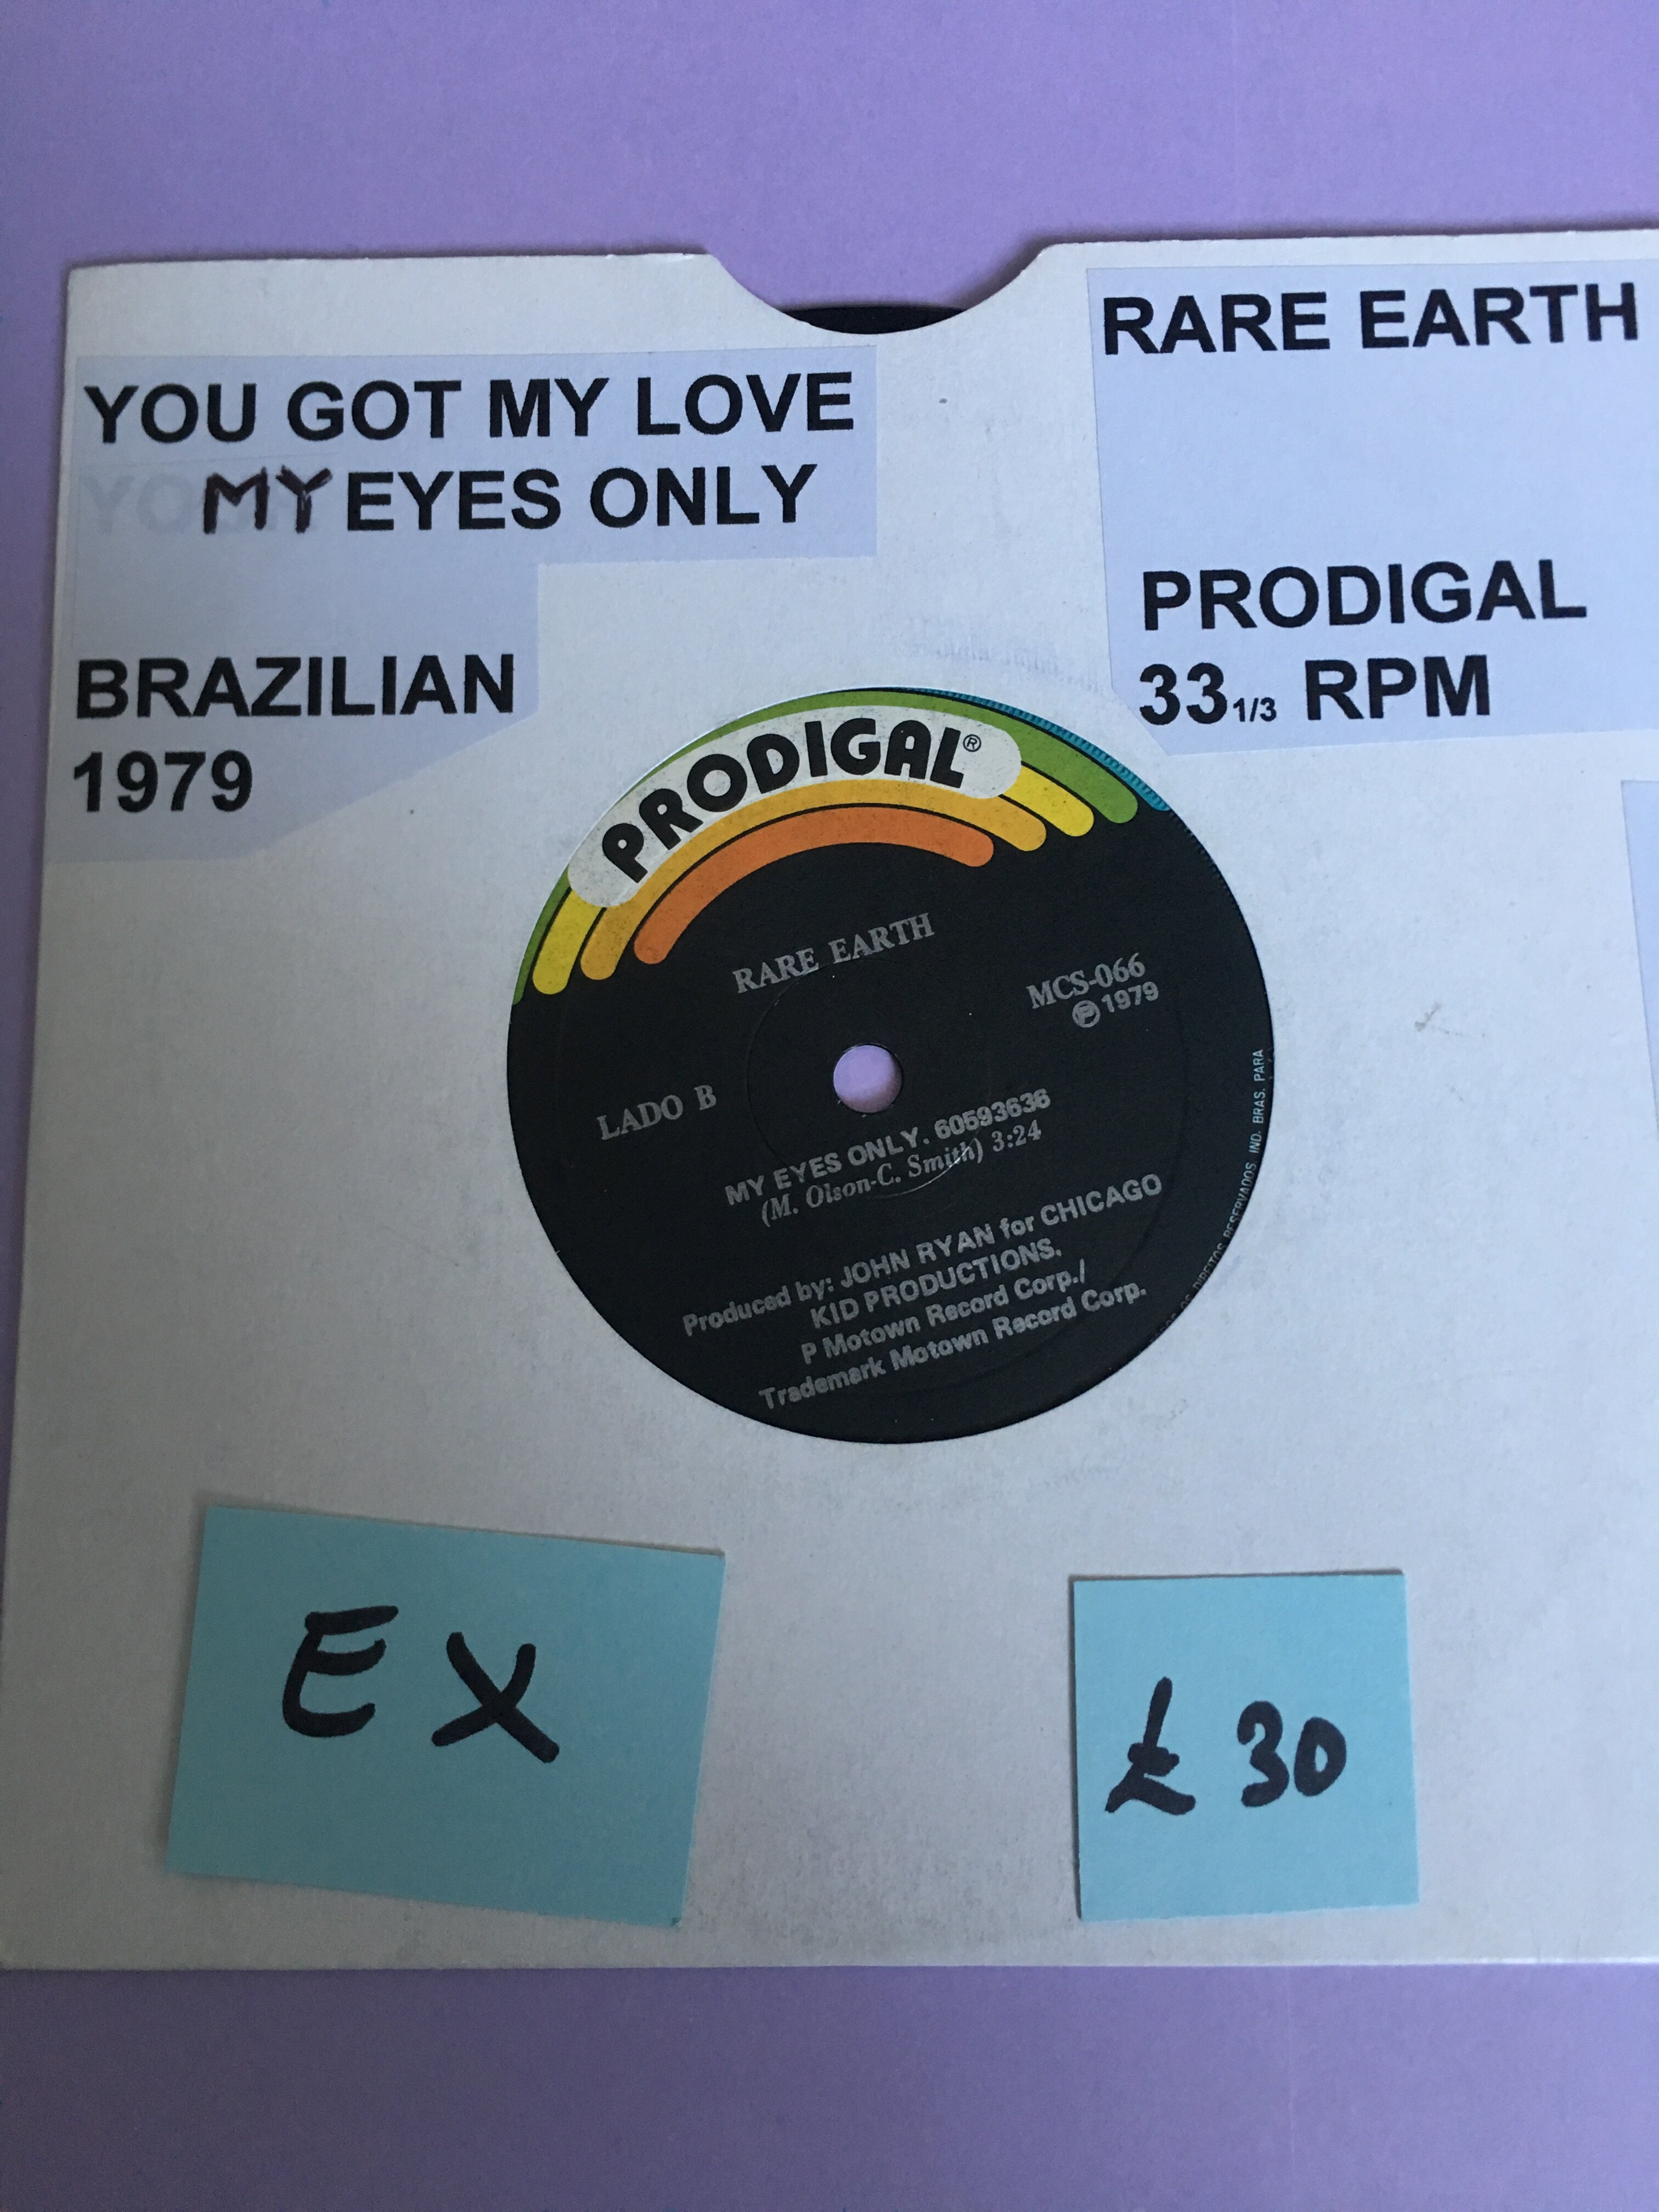 RARE EARTH
YOU GOT MY LOVE
MY EYES ONLY
PRODIGAL
33 1/3 RPM
BRAZILIAN
1979
PRODIGAL®
RARE EARTH
MCS-066
Ⓟ 1979
LADO B
MY EYES ONLY. 60593636
(M. Olson-C. Smith) 3:24
Produced by: JOHN RYAN for CHICAGO
KID PRODUCTIONS.
P Motown Record Corp./
Trademark Motown Record Corp.
DIREITOS RESERVADOS IND. BRAS. PARA
EX
£30